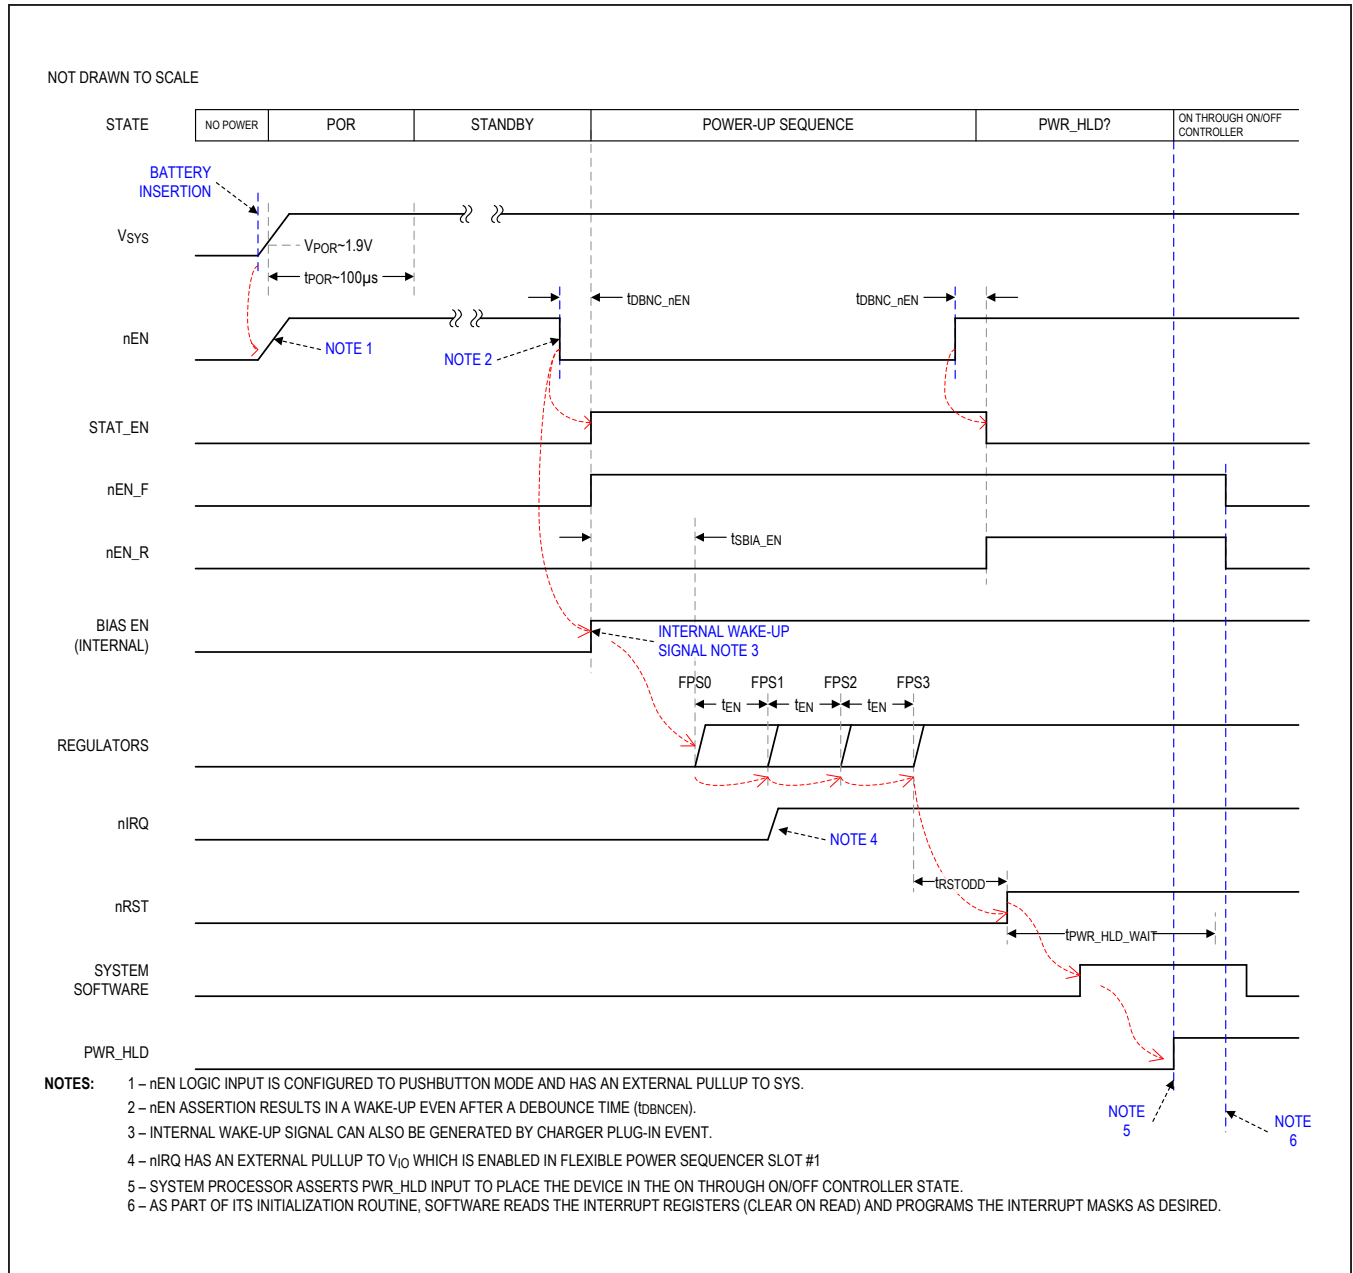 NOT DRAWN TO SCALE
STATE
NO POWER
POR
STANDBY
POWER-UP SEQUENCE
PWR_HLD?
ON THROUGH ON/OFF
CONTROLLER
BATTERY
INSERTION
VSYS
VPOR~1.9V
tPOR~100µs
tDBNC_nEN
tDBNC_nEN
nEN
NOTE 1
NOTE 2
STAT_EN
nEN_F
nEN_R
tSBIA_EN
BIAS EN
(INTERNAL)
INTERNAL WAKE-UP
SIGNAL NOTE 3
FPS0
FPS1
FPS2
FPS3
tEN
tEN
tEN
REGULATORS
nIRQ
NOTE 4
tRSTODD
nRST
tPWR_HLD_WAIT
SYSTEM
SOFTWARE
PWR_HLD
NOTE
5
NOTE
6
NOTES:
1 – nEN LOGIC INPUT IS CONFIGURED TO PUSHBUTTON MODE AND HAS AN EXTERNAL PULLUP TO SYS.
2 – nEN ASSERTION RESULTS IN A WAKE-UP EVEN AFTER A DEBOUNCE TIME (tDBNCEN).
3 – INTERNAL WAKE-UP SIGNAL CAN ALSO BE GENERATED BY CHARGER PLUG-IN EVENT.
4 – nIRQ HAS AN EXTERNAL PULLUP TO VIO WHICH IS ENABLED IN FLEXIBLE POWER SEQUENCER SLOT #1
5 – SYSTEM PROCESSOR ASSERTS PWR_HLD INPUT TO PLACE THE DEVICE IN THE ON THROUGH ON/OFF CONTROLLER STATE.
6 – AS PART OF ITS INITIALIZATION ROUTINE, SOFTWARE READS THE INTERRUPT REGISTERS (CLEAR ON READ) AND PROGRAMS THE INTERRUPT MASKS AS DESIRED.